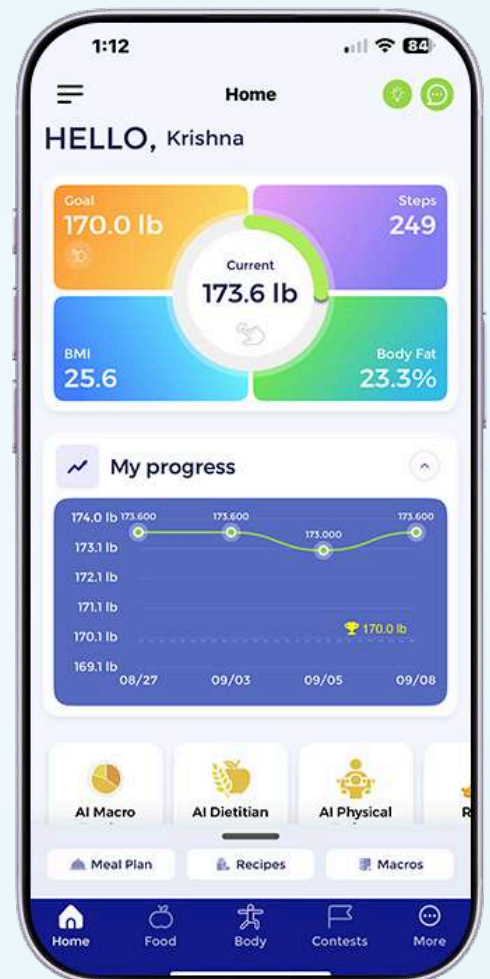 1:12
84
Home
HELLO, Krishna
Goal
170.0 lb
Steps
249
Current
173.6 lb
BMI
25.6
Body Fat
23.3%
My progress
174.0 lb
173.600
173.600
173.000
173.600
173.1 lb
172.1 lb
171.1 lb
170.1 lb
170.0 lb
169.1 lb
08/27
09/03
09/05
09/08
AI Macro
AI Dietitian
AI Physical
R
Meal Plan
Recipes
Macros
Home
Food
Body
Contests
More